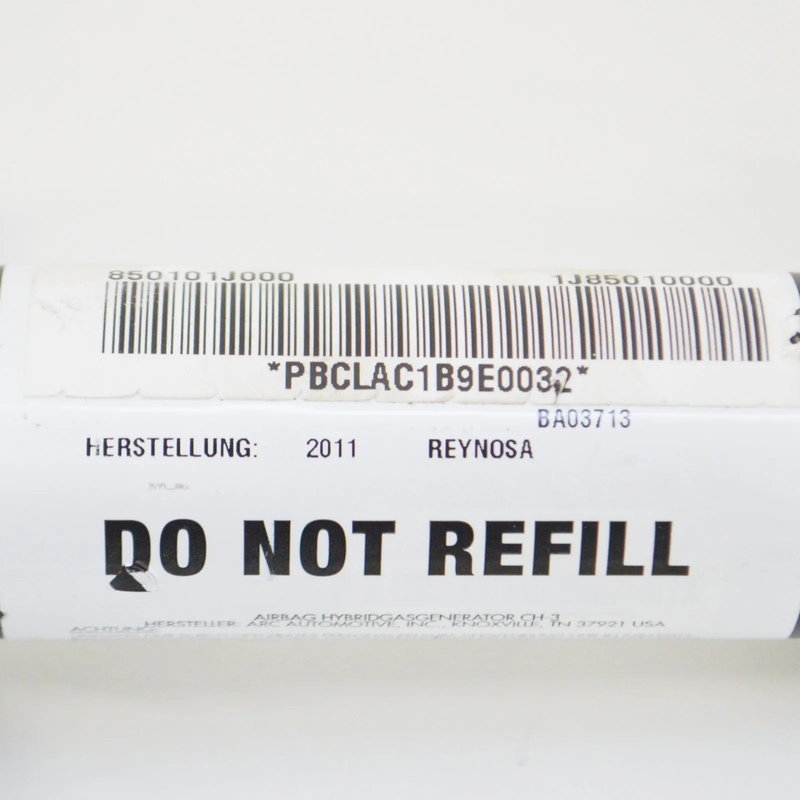 850101J000 1J85010000
*PBCLAC1B9E0032*
BA03713
HERSTELLUNG: 2011 REYNOSA
DO NOT REFILL
AIRBAG HYBRIDGASGENERATOR CH-3
HERSTELLER: ARC AUTOMOTIVE, INC., KNOXVILLE, TN 37921 USA
ACHTUNG: